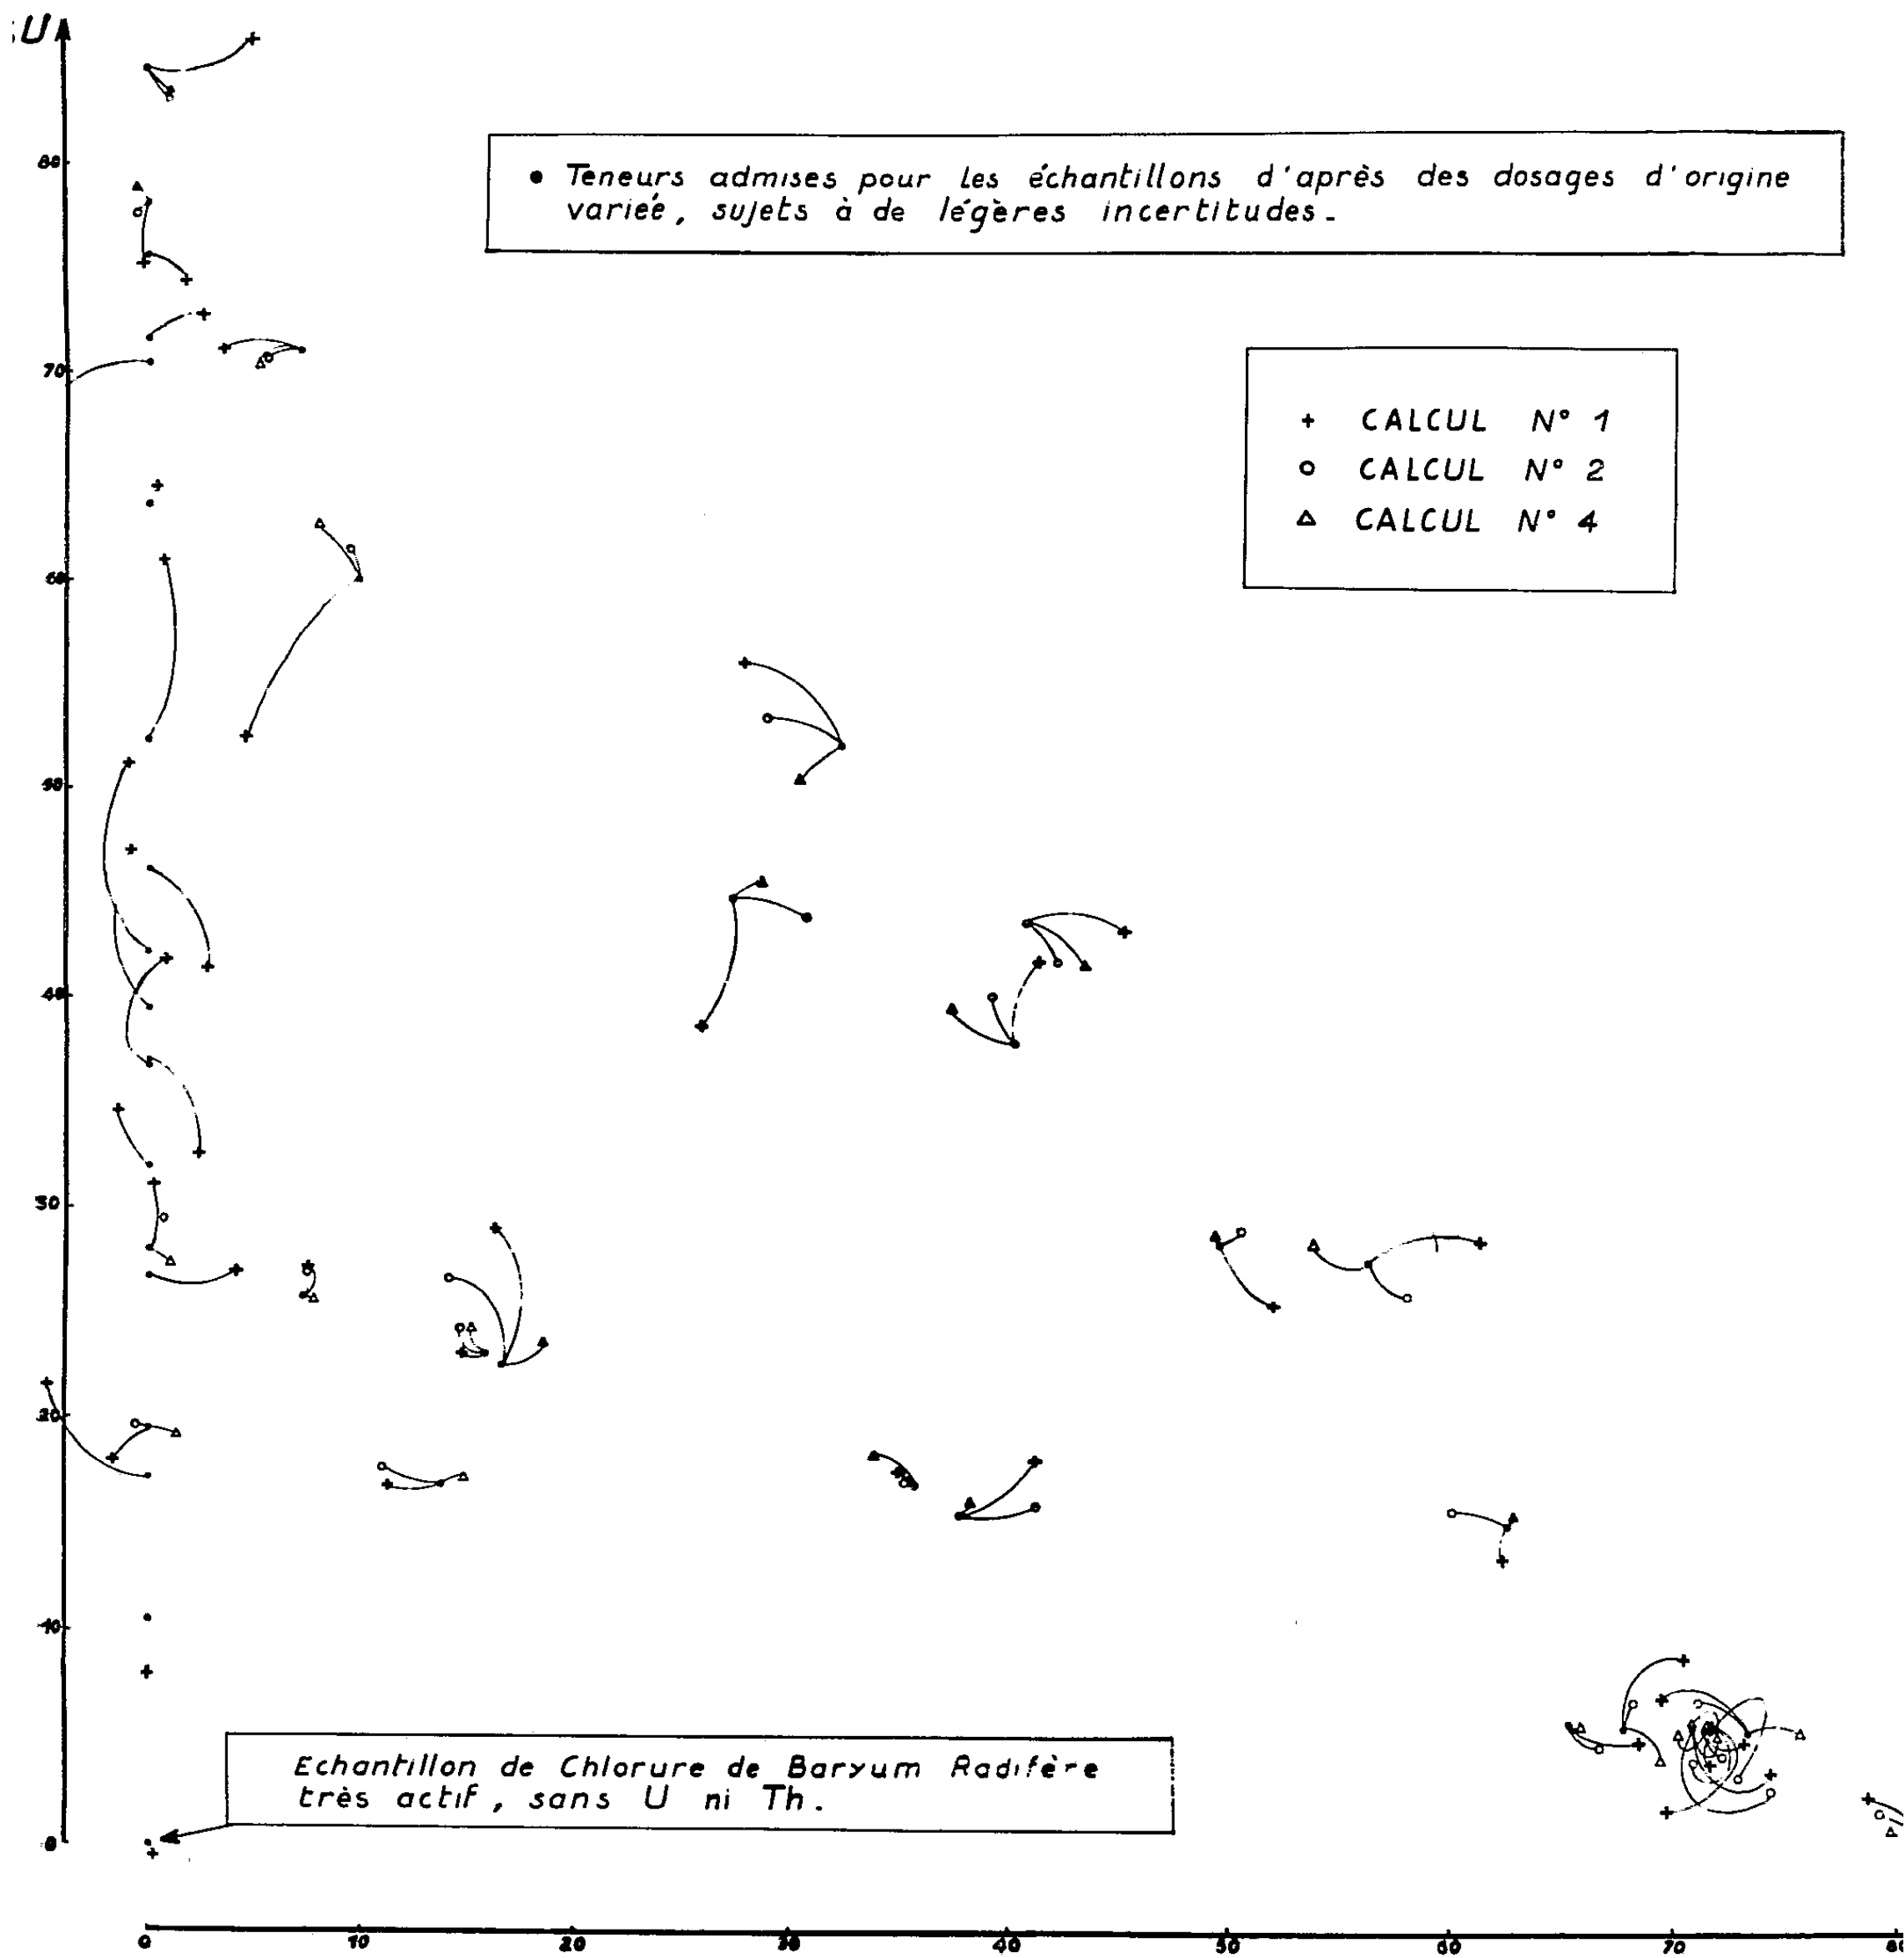 U
• Teneurs admises pour les échantillons d'après des dosages d'origine
variée, sujets à de légères incertitudes.
+ CALCUL N° 1
o CALCUL N° 2
△ CALCUL N° 4
80
70
60
50
40
30
20
10
0
Echantillon de Chlorure de Baryum Radifère
très actif, sans U ni Th.
0 10 20 30 40 50 60 70 80